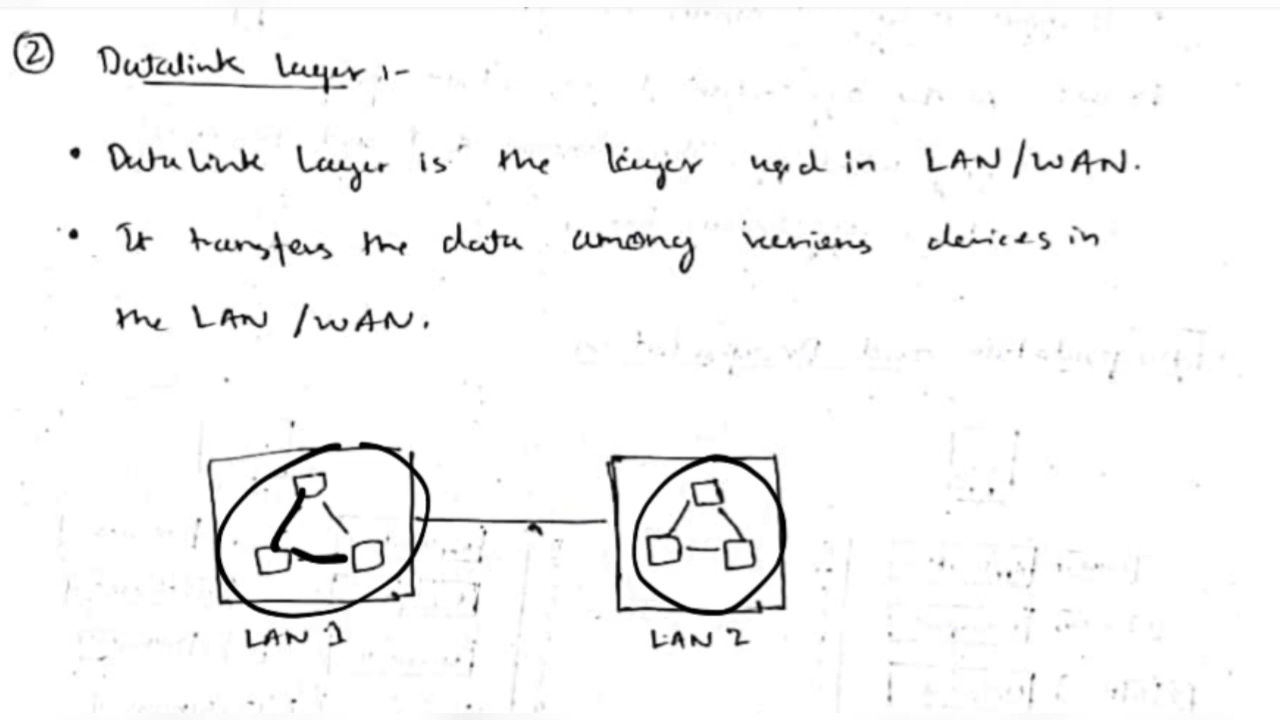 ② Datalink Layer :-
• Datalink Layer is the layer used in LAN/WAN.
• It transfers the data among various devices in
the LAN /WAN.
LAN 1
LAN 2